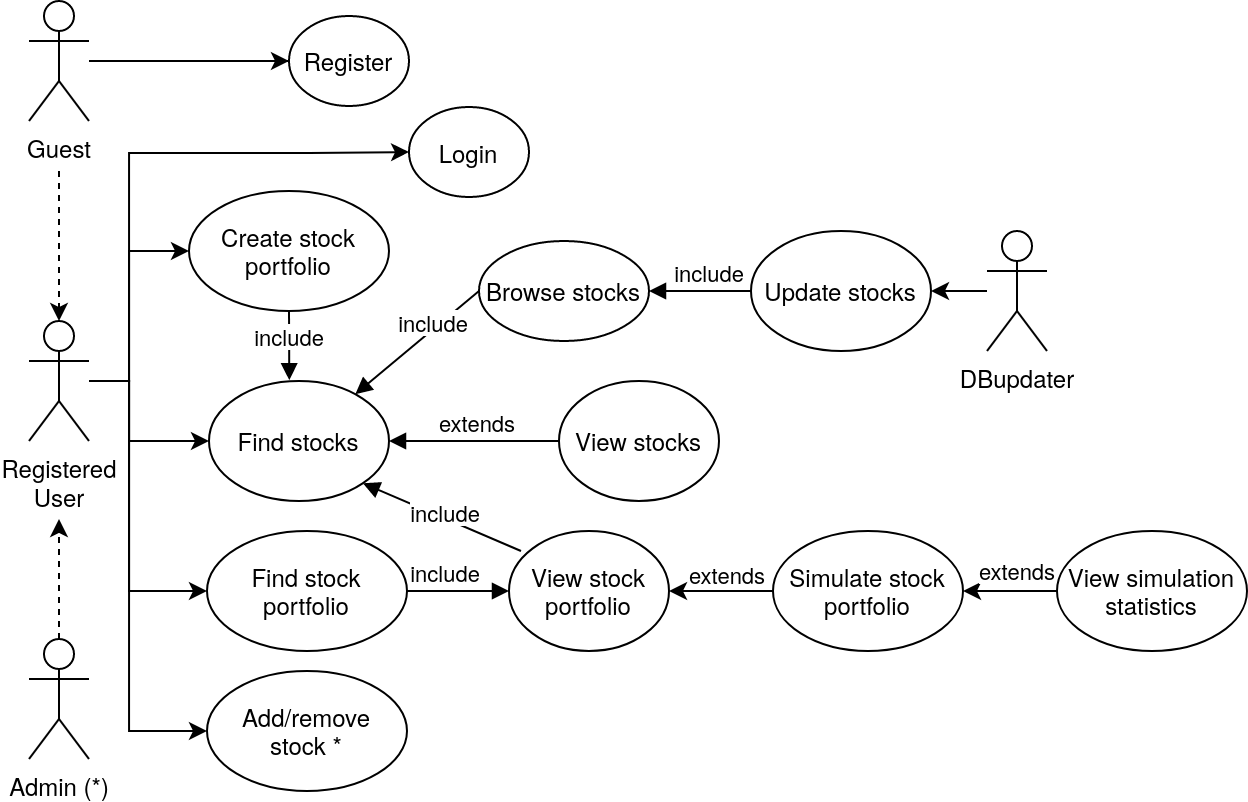 Register
Guest
Login
Create stock
portfolio
include
Browse stocks
include
Update stocks
include
DBupdater
Registered
User
Find stocks
extends
View stocks
include
Find stock
portfolio
include
View stock
portfolio
extends
Simulate stock
portfolio
extends
View simulation
statistics
Add/remove
stock *
Admin (*)